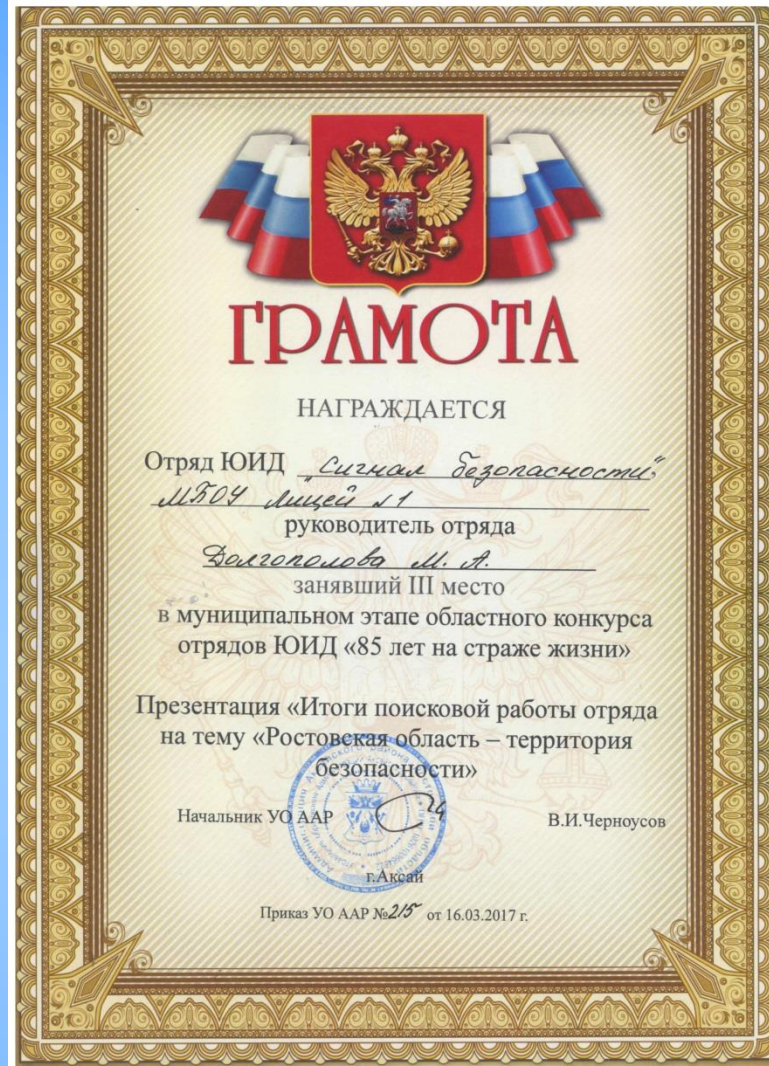 ГРАМОТА
НАГРАЖДАЕТСЯ
Отряд ЮИД „Сигнал безопасности"
МБОУ Лицей №1
руководитель отряда
Долгополова М. А.
занявший III место
в муниципальном этапе областного конкурса
отрядов ЮИД «85 лет на страже жизни»
Презентация «Итоги поисковой работы отряда
на тему «Ростовская область – территория
безопасности»
Начальник УО ААР В.И.Черноусов
г.Аксай
Приказ УО ААР №215 от 16.03.2017 г.